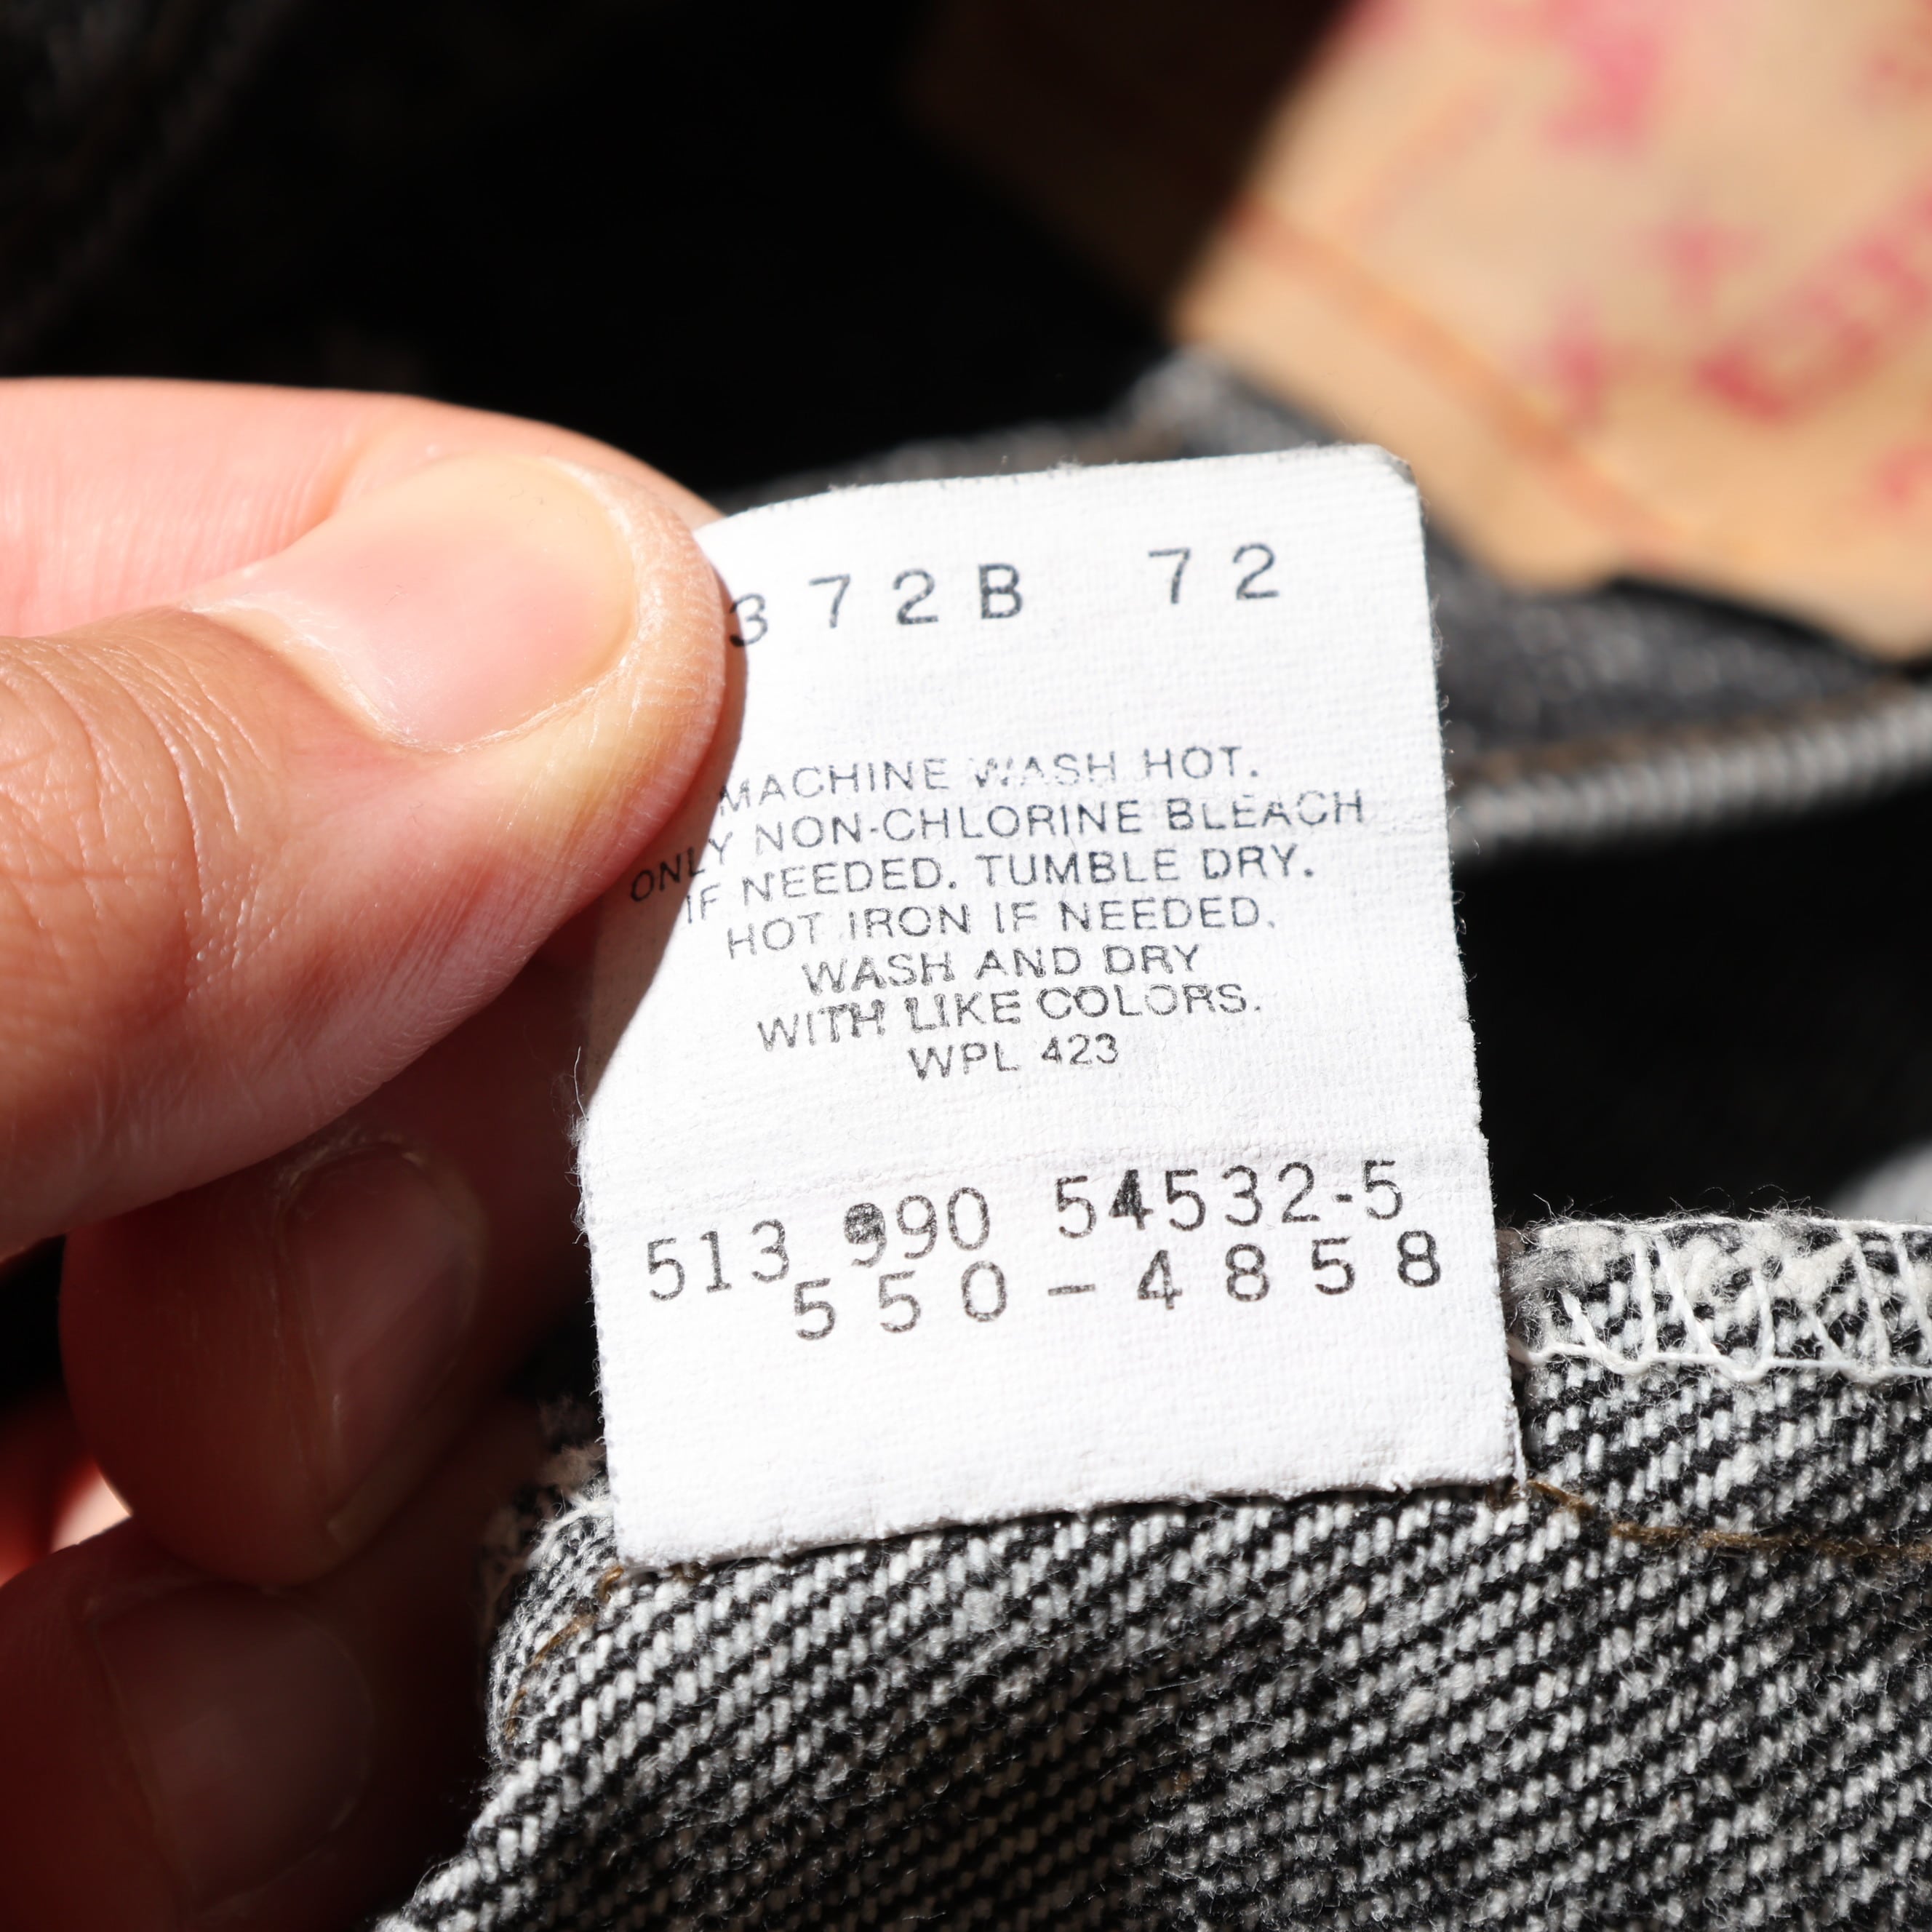 372B 72
MACHINE WASH HOT.
ONLY NON-CHLORINE BLEACH
IF NEEDED. TUMBLE DRY.
HOT IRON IF NEEDED.
WASH AND DRY
WITH LIKE COLORS.
WPL 423
513 990 54532-5
550-4858